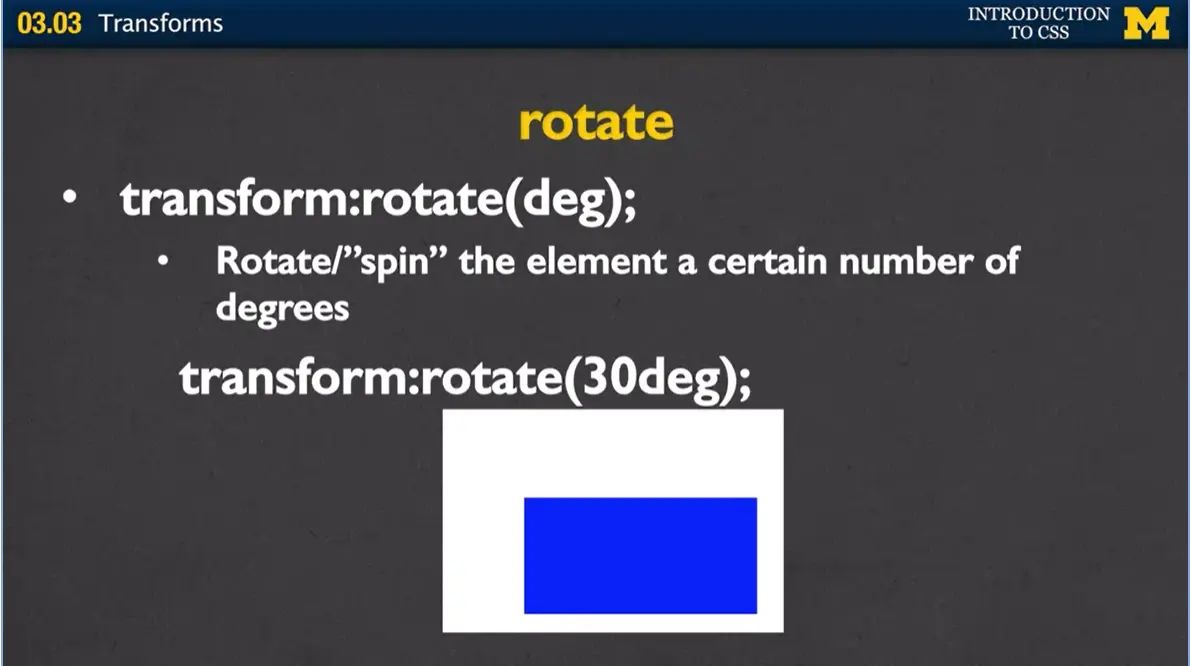 03.03 Transforms
INTRODUCTION
TO CSS
M
rotate
• transform:rotate(deg);
• Rotate/”spin” the element a certain number of
degrees
transform:rotate(30deg);